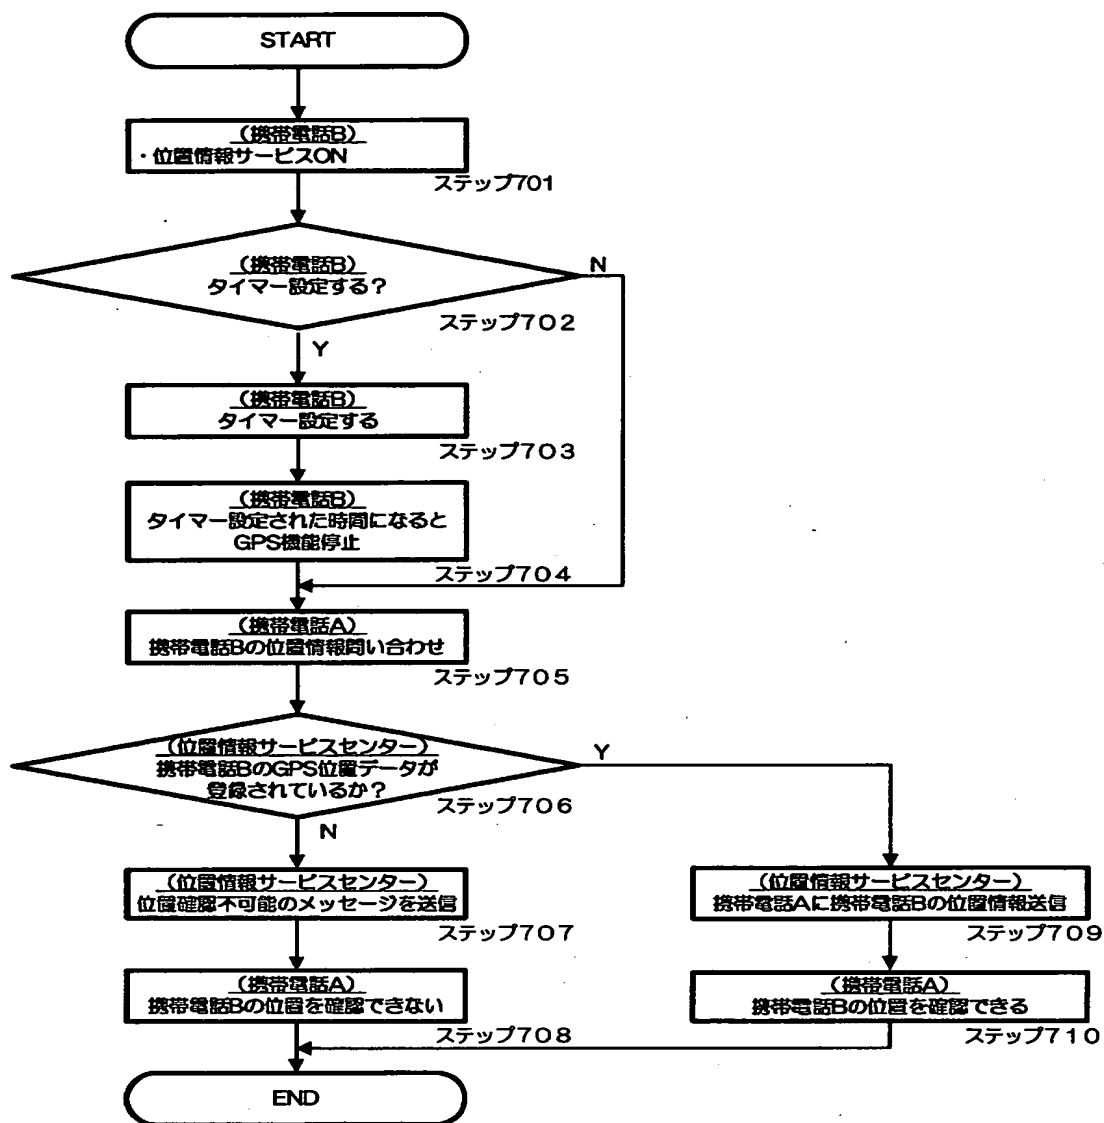 START
(携帯電話B)
・位置情報サービスON
ステップ701
(携帯電話B)
タイマー設定する?
N
ステップ702
Y
(携帯電話B)
タイマー設定する
ステップ703
(携帯電話B)
タイマー設定された時間になると
GPS機能停止
ステップ704
(携帯電話A)
携帯電話Bの位置情報問い合わせ
ステップ705
(位置情報サービスセンター)
携帯電話BのGPS位置データが
登録されているか?
Y
ステップ706
N
(位置情報サービスセンター)
位置確認不可能のメッセージを送信
ステップ707
(携帯電話A)
携帯電話Bの位置を確認できない
ステップ708
(位置情報サービスセンター)
携帯電話Aに携帯電話Bの位置情報送信
ステップ709
(携帯電話A)
携帯電話Bの位置を確認できる
ステップ710
END